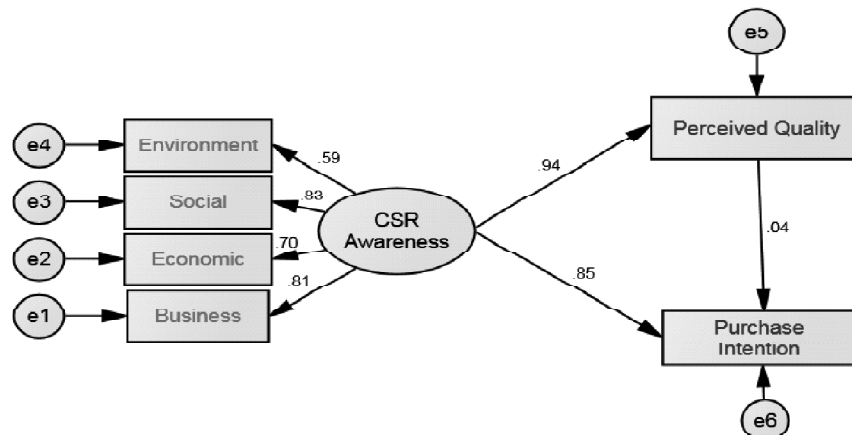 e5
e4
Environment
.59
Perceived Quality
.94
e3
Social
.83
CSR
Awareness
.04
e2
Economic
.70
.85
e1
Business
.81
Purchase
Intention
e6